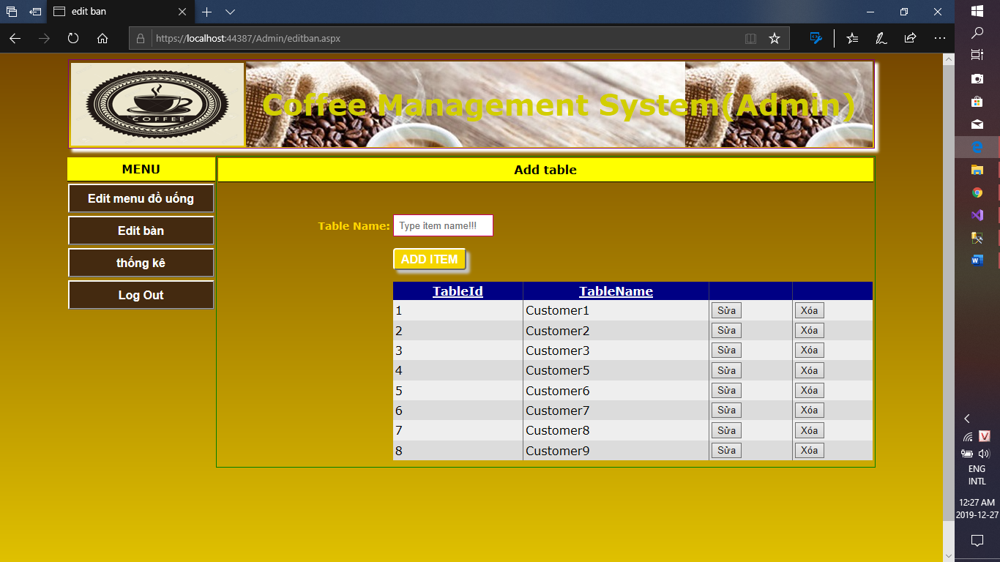 edit ban
https://localhost:44387/Admin/editban.aspx
COFFEE
Coffee Management System(Admin)
MENU
Edit menu đồ uống
Edit bàn
thống kê
Log Out
Add table
Table Name: Type item name!!!
ADD ITEM
TableId TableName
1 Customer1 Sửa Xóa
2 Customer2 Sửa Xóa
3 Customer3 Sửa Xóa
4 Customer5 Sửa Xóa
5 Customer6 Sửa Xóa
6 Customer7 Sửa Xóa
7 Customer8 Sửa Xóa
8 Customer9 Sửa Xóa
V
ENG
INTL
12:27 AM
2019-12-27